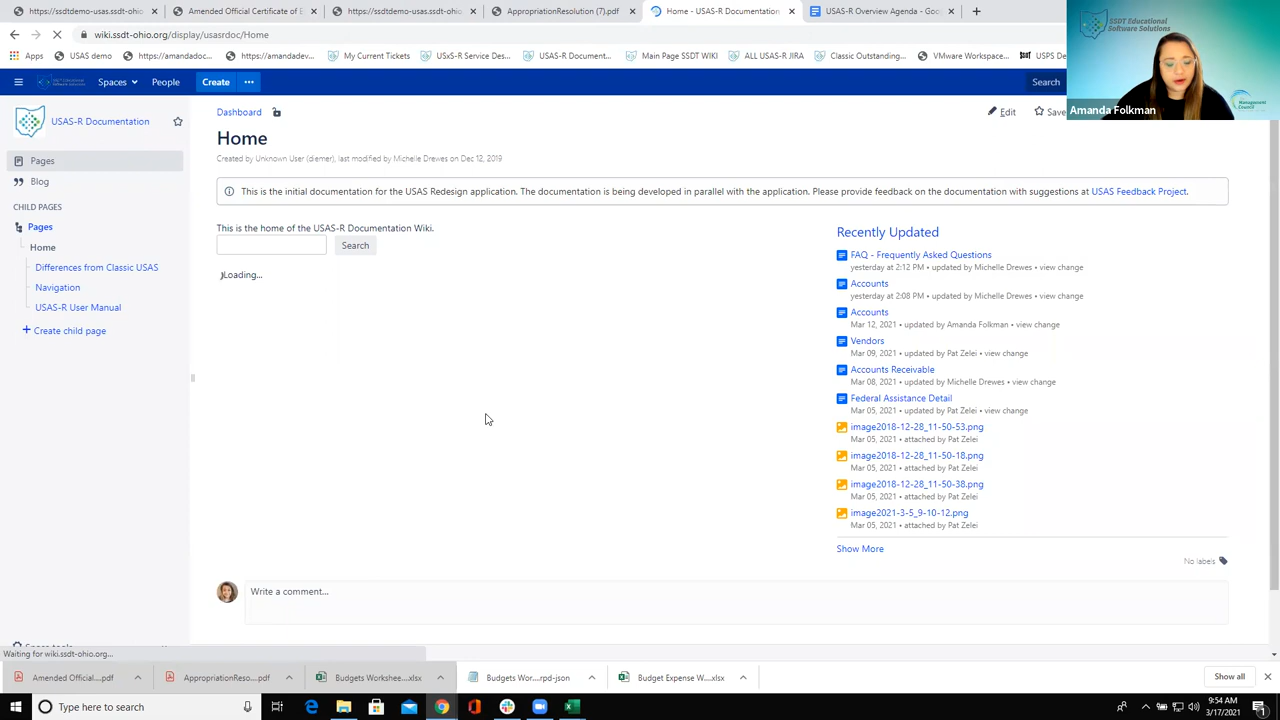 https://ssdtdemo-usas.ssdt-ohio
Amended Official Certificate of E
https://ssdtdemo-usas.ssdt-ohio
AppropriationResolution (7).pdf
Home - USAS-R Documentation
USAS-R Overview Agenda - Goo
wiki.ssdt-ohio.org/display/usasrdoc/Home
Apps
USAS demo
https://amandadoc...
https://amandadev...
My Current Tickets
USxS-R Service Des...
USAS-R Document...
Main Page SSDT WIKI
ALL USAS-R JIRA
Classic Outstanding...
VMware Workspace...
USPS De
SSDT Educational
Software Solutions
Management
Council
Amanda Folkman
Spaces
People
Create
Search
USAS-R Documentation
Pages
Blog
CHILD PAGES
Pages
Home
Differences from Classic USAS
Navigation
USAS-R User Manual
Create child page
Dashboard
Edit
Save
Home
Created by Unknown User (diemer), last modified by Michelle Drewes on Dec 12, 2019
This is the initial documentation for the USAS Redesign application. The documentation is being developed in parallel with the application. Please provide feedback on the documentation with suggestions at USAS Feedback Project.
This is the home of the USAS-R Documentation Wiki.
Search
Loading...
Recently Updated
FAQ - Frequently Asked Questions
yesterday at 2:12 PM • updated by Michelle Drewes • view change
Accounts
yesterday at 2:08 PM • updated by Michelle Drewes • view change
Accounts
Mar 12, 2021 • updated by Amanda Folkman • view change
Vendors
Mar 09, 2021 • updated by Pat Zelei • view change
Accounts Receivable
Mar 08, 2021 • updated by Michelle Drewes • view change
Federal Assistance Detail
Mar 05, 2021 • updated by Pat Zelei • view change
image2018-12-28_11-50-53.png
Mar 05, 2021 • attached by Pat Zelei
image2018-12-28_11-50-18.png
Mar 05, 2021 • attached by Pat Zelei
image2018-12-28_11-50-38.png
Mar 05, 2021 • attached by Pat Zelei
image2021-3-5_9-10-12.png
Mar 05, 2021 • attached by Pat Zelei
Show More
No labels
Write a comment...
Waiting for wiki.ssdt-ohio.org...
Amended Official....pdf
AppropriationReso....pdf
Budgets Workshee....xlsx
Budgets Wor....rpd-json
Budget Expense W....xlsx
Show all
Type here to search
9:54 AM
3/17/2021